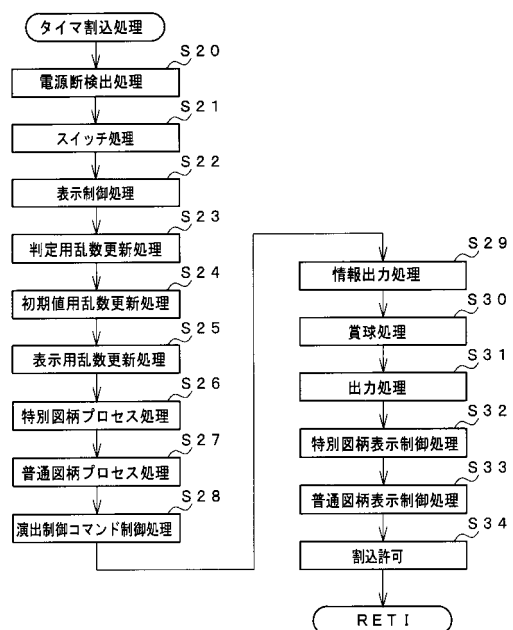 タイマ割込処理
S20
電源断検出処理
S21
スイッチ処理
S22
表示制御処理
S23
判定用乱数更新処理
S24
初期値用乱数更新処理
S25
表示用乱数更新処理
S26
特別図柄プロセス処理
S27
普通図柄プロセス処理
S28
演出制御コマンド制御処理
S29
情報出力処理
S30
賞球処理
S31
出力処理
S32
特別図柄表示制御処理
S33
普通図柄表示制御処理
S34
割込許可
RETI